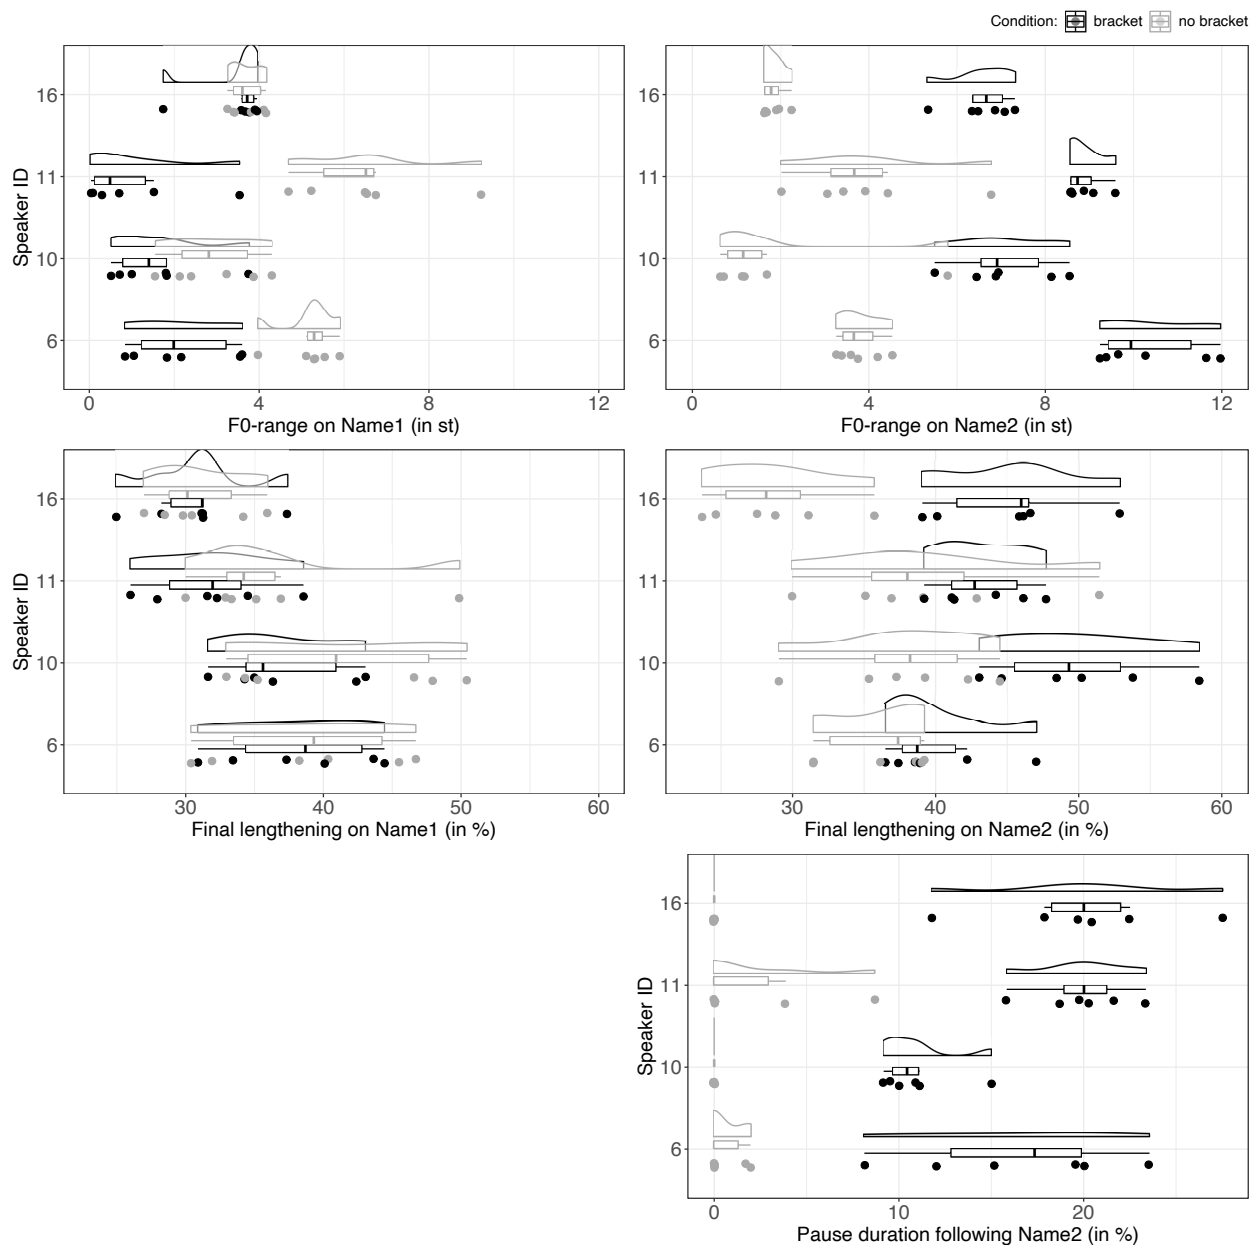 Condition: bracket no bracket
Speaker ID
16
11
10
6
0 4 8 12
F0-range on Name1 (in st)
16
11
10
6
0 4 8 12
F0-range on Name2 (in st)
Speaker ID
16
11
10
6
30 40 50 60
Final lengthening on Name1 (in %)
16
11
10
6
30 40 50 60
Final lengthening on Name2 (in %)
Speaker ID
16
11
10
6
0 10 20
Pause duration following Name2 (in %)